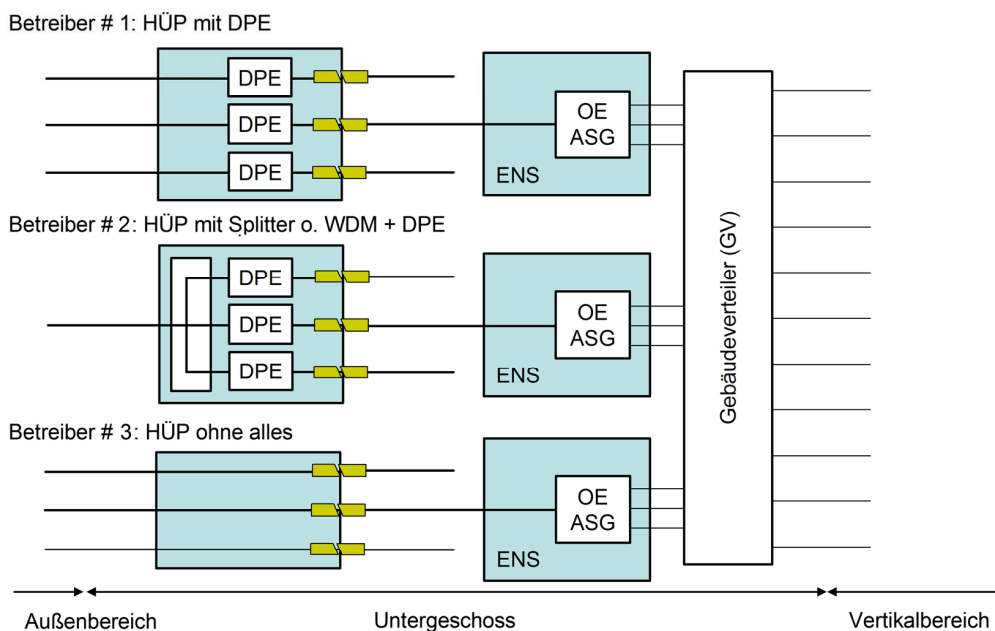 Betreiber # 1: HÜP mit DPE
DPE
DPE
DPE
OE
ASG
ENS
Betreiber # 2: HÜP mit Splitter o. WDM + DPE
DPE
DPE
DPE
OE
ASG
ENS
Gebäudeverteiler (GV)
Betreiber # 3: HÜP ohne alles
OE
ASG
ENS
Außenbereich
Untergeschoss
Vertikalbereich